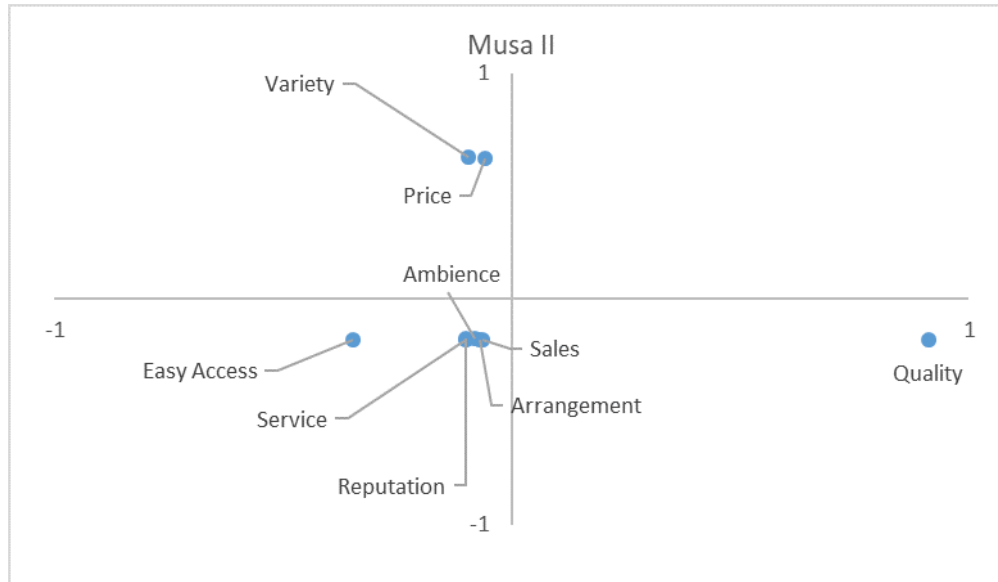 Musa II
1
Variety
Price
Ambience
-1
1
Sales
Easy Access
Quality
Arrangement
Service
Reputation
-1